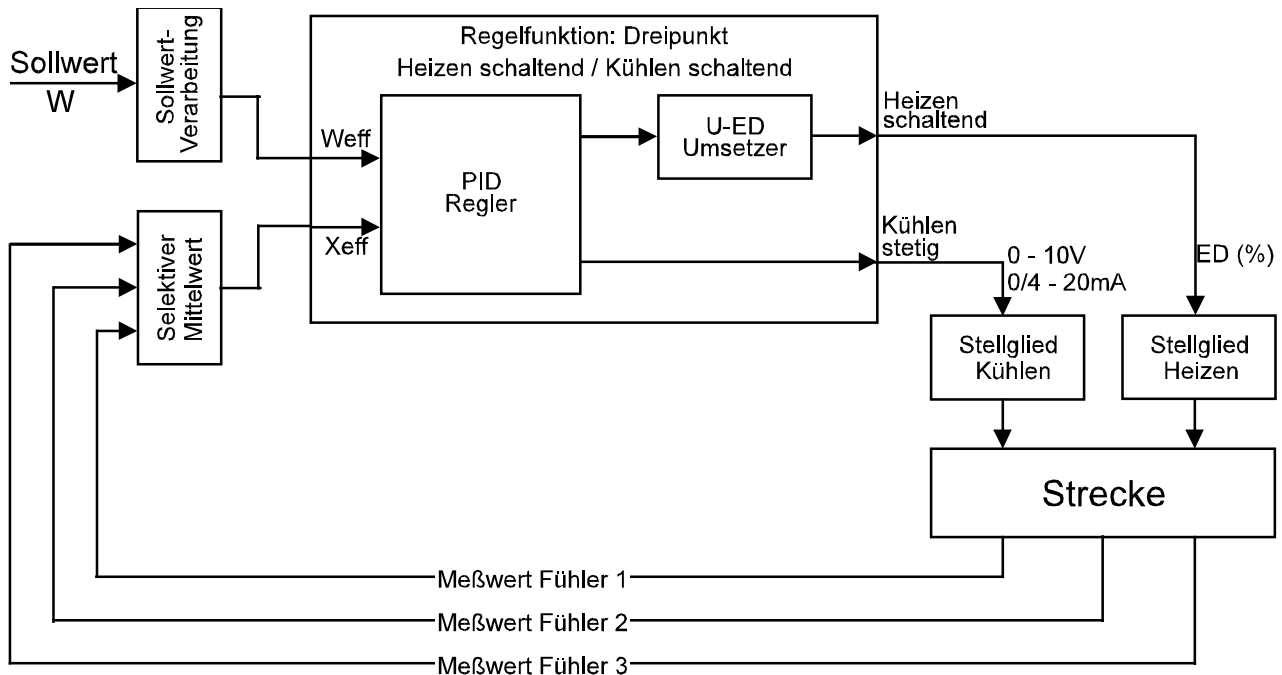 Sollwert
W
Sollwert-
Verarbeitung
Regelfunktion: Dreipunkt
Heizen schaltend / Kühlen schaltend
Weff
Xeff
PID
Regler
U-ED
Umsetzer
Heizen
schaltend
Kühlen
stetig
0 - 10V
0/4 - 20mA
ED (%)
Selektiver
Mittelwert
Stellglied
Kühlen
Stellglied
Heizen
Strecke
Meßwert Fühler 1
Meßwert Fühler 2
Meßwert Fühler 3